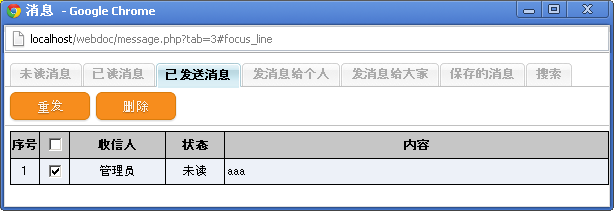 消息 - Google Chrome
localhost/webdoc/message.php?tab=3#focus_line
未读消息 已读消息 已发送消息 发消息给个人 发消息给大家 保存的消息 搜索
重发 删除
序号 收信人 状态 内容
1 管理员 未读 aaa